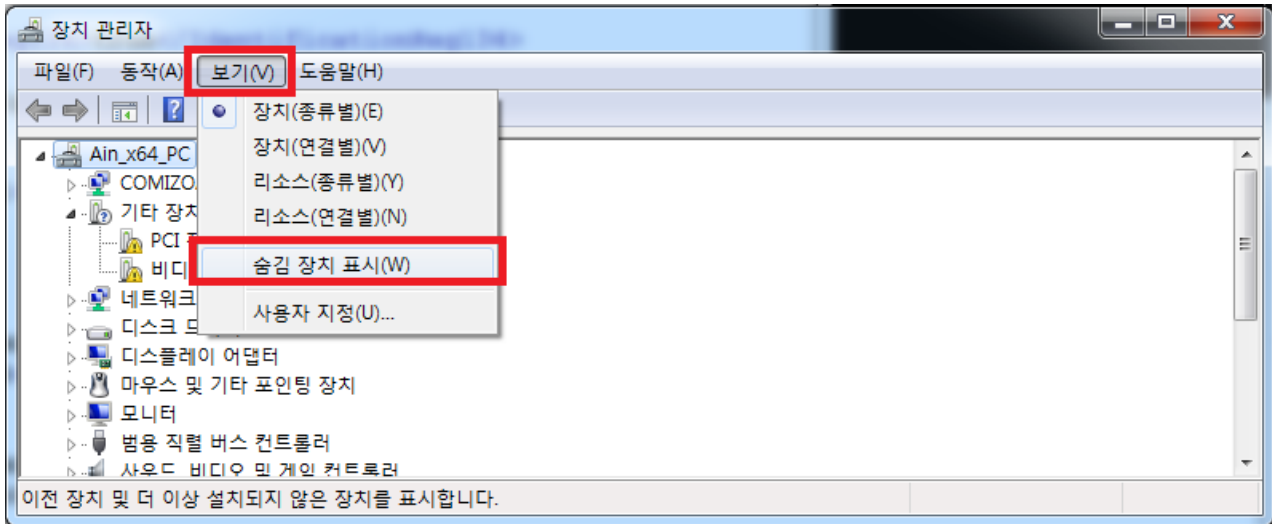 장치 관리자
파일(F) 동작(A) 보기(V) 도움말(H)
장치(종류별)(E)
장치(연결별)(V)
리소스(종류별)(Y)
리소스(연결별)(N)
숨김 장치 표시(W)
사용자 지정(U)...
Ain_x64_PC
COMIZO
기타 장치
PCI
네트워크
디스크
디스플레이 어댑터
마우스 및 기타 포인팅 장치
모니터
범용 직렬 버스 컨트롤러
사운드, 비디오 및 게임 컨트롤러
이전 장치 및 더 이상 설치되지 않은 장치를 표시합니다.